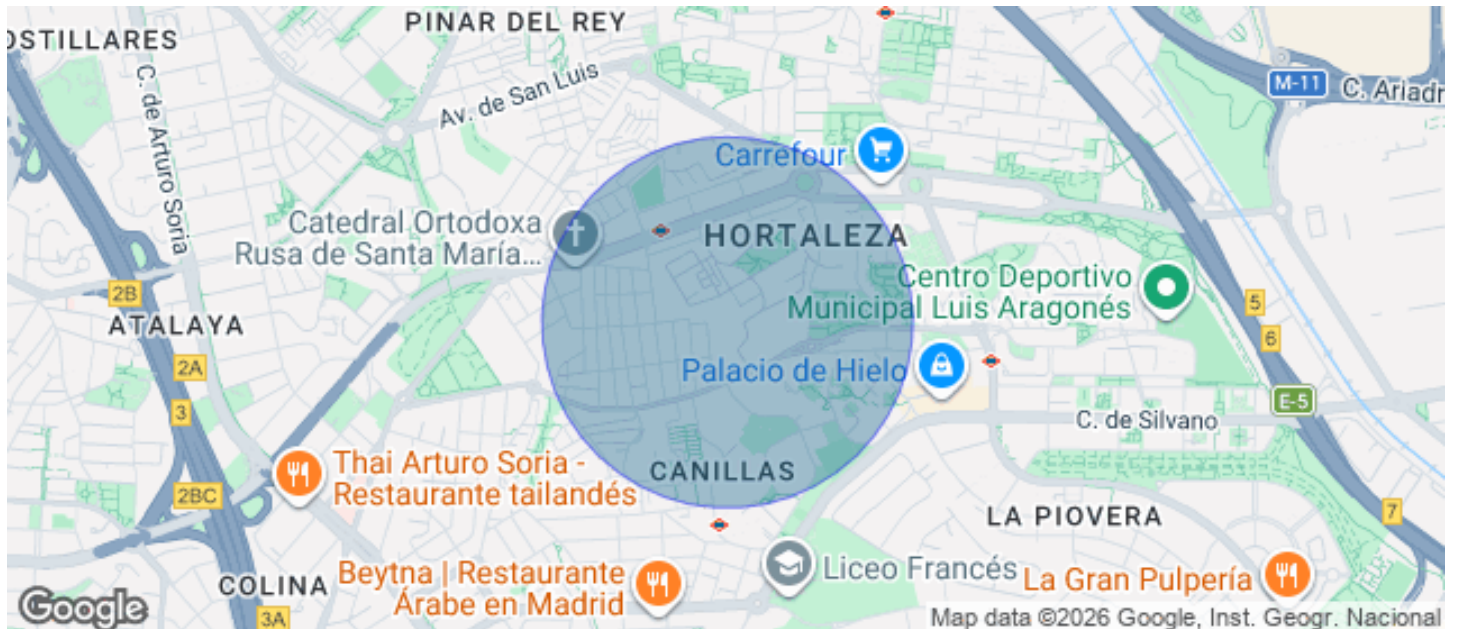 PINAR DEL REY
OSTILLARES
C. de Arturo Soria
Av. de San Luis
M-11
C. Ariadn
Carrefour
Catedral Ortodoxa
Rusa de Santa María...
HORTALEZA
Centro Deportivo
Municipal Luis Aragonés
2B
ATALAYA
5
6
2A
Palacio de Hielo
3
E-5
C. de Silvano
Thai Arturo Soria -
Restaurante tailandés
CANILLAS
2BC
7
LA PIOVERA
COLINA
Beytna | Restaurante
Árabe en Madrid
Liceo Francés
La Gran Pulpería
Google
3A
Map data ©2026 Google, Inst. Geogr. Nacional